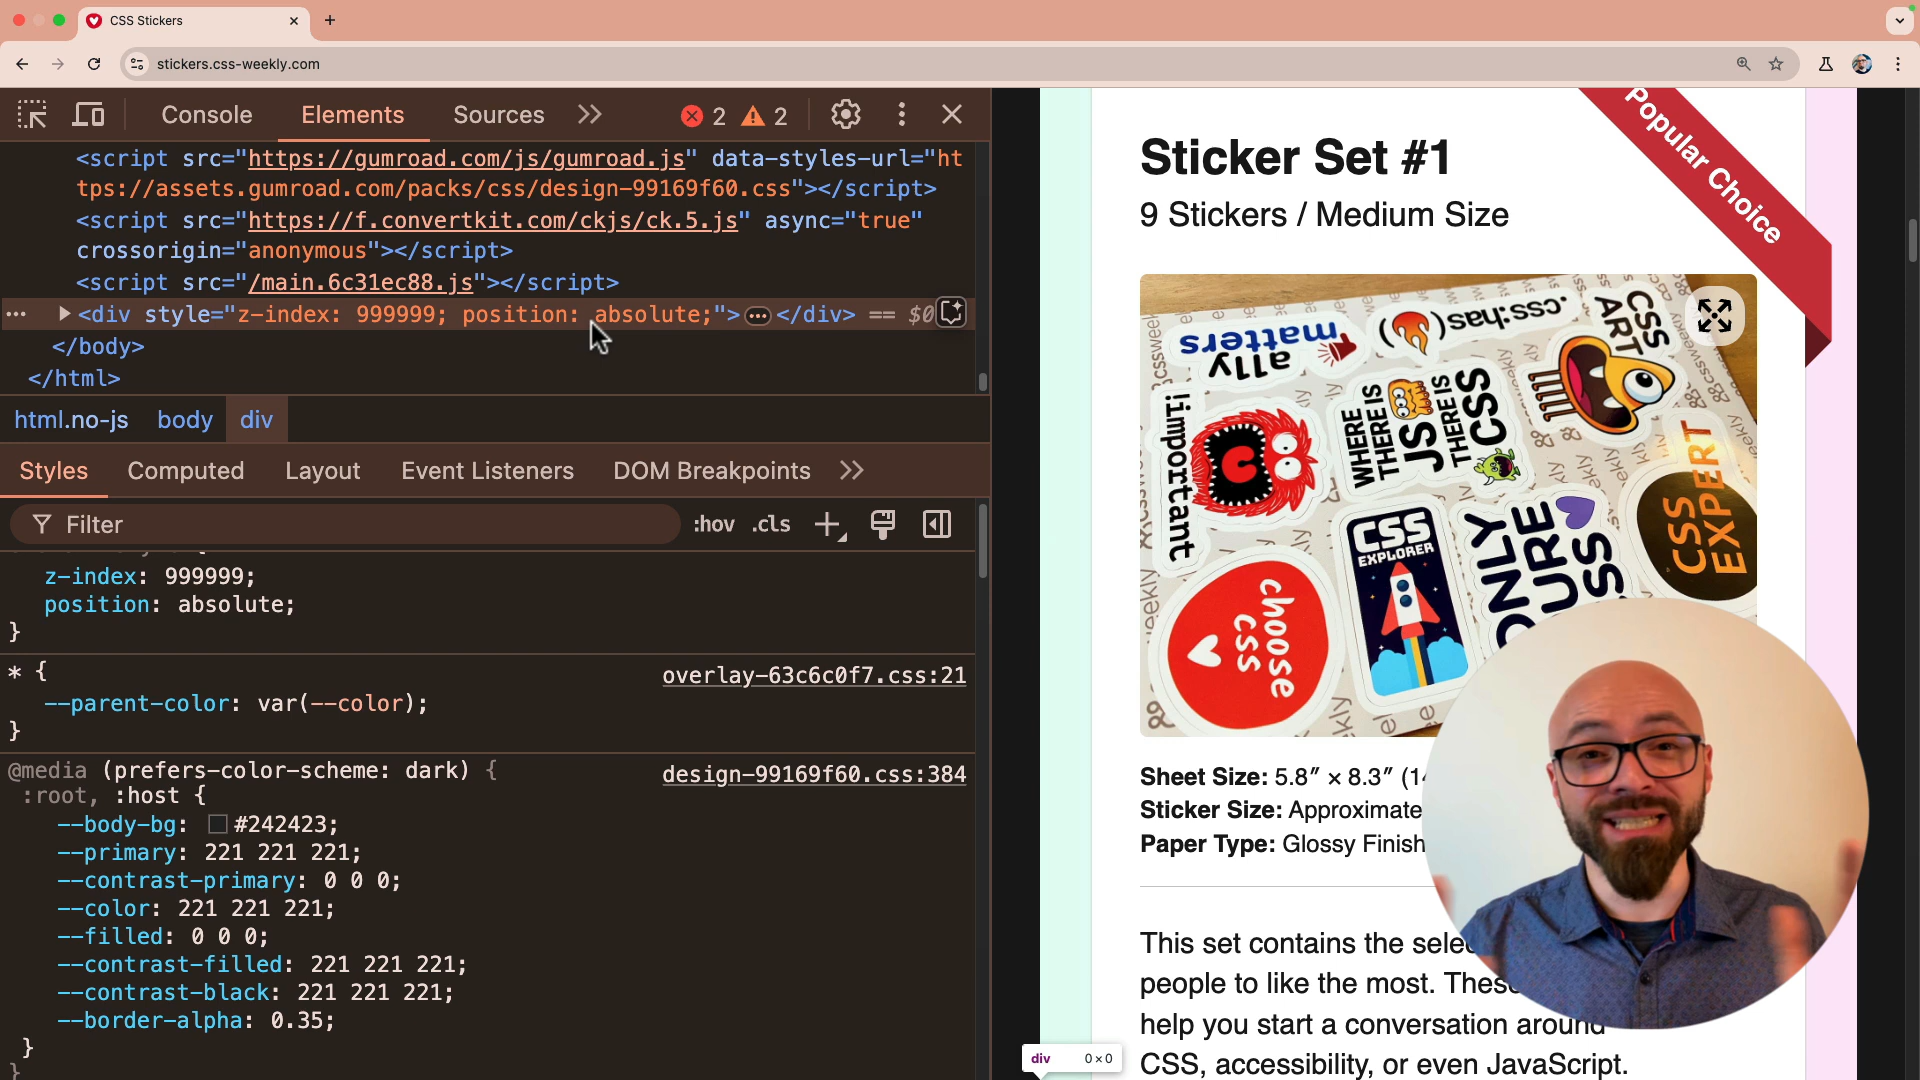 CSS Stickers
stickers.css-weekly.com
Console
Elements
Sources
2
2
<script src="https://gumroad.com/js/gumroad.js" data-styles-url="ht
tps://assets.gumroad.com/packs/css/design-99169f60.css"></script>
<script src="https://f.convertkit.com/ckjs/ck.5.js" async="true"
crossorigin="anonymous"></script>
<script src="/main.6c31ec88.js"></script>
<div style="z-index: 999999; position: absolute;"></div> == $0
</body>
</html>
html.no-js body div
Styles
Computed
Layout
Event Listeners
DOM Breakpoints
Filter
:hov .cls
z-index: 999999;
position: absolute;
}
* {
overlay-63c6c0f7.css:21
--parent-color: var(--color);
}
@media (prefers-color-scheme: dark) {
design-99169f60.css:384
:root, :host {
--body-bg: #242423;
--primary: 221 221 221;
--contrast-primary: 0 0 0;
--color: 221 221 221;
--filled: 0 0 0;
--contrast-filled: 221 221 221;
--contrast-black: 221 221 221;
--border-alpha: 0.35;
}
}
Popular Choice
Sticker Set #1
9 Stickers / Medium Size
a11y
matters
css:has(
).
CSS
ART
!important
WHERE
THERE IS
JS
THERE IS
CSS
CSS
EXPERT
CSS
EXPLORER
choose
css
Sheet Size: 5.8″ × 8.3″ (14
Sticker Size: Approximate
Paper Type: Glossy Finish
This set contains the selec
people to like the most. These
help you start a conversation around
CSS, accessibility, or even JavaScript.
div 0×0